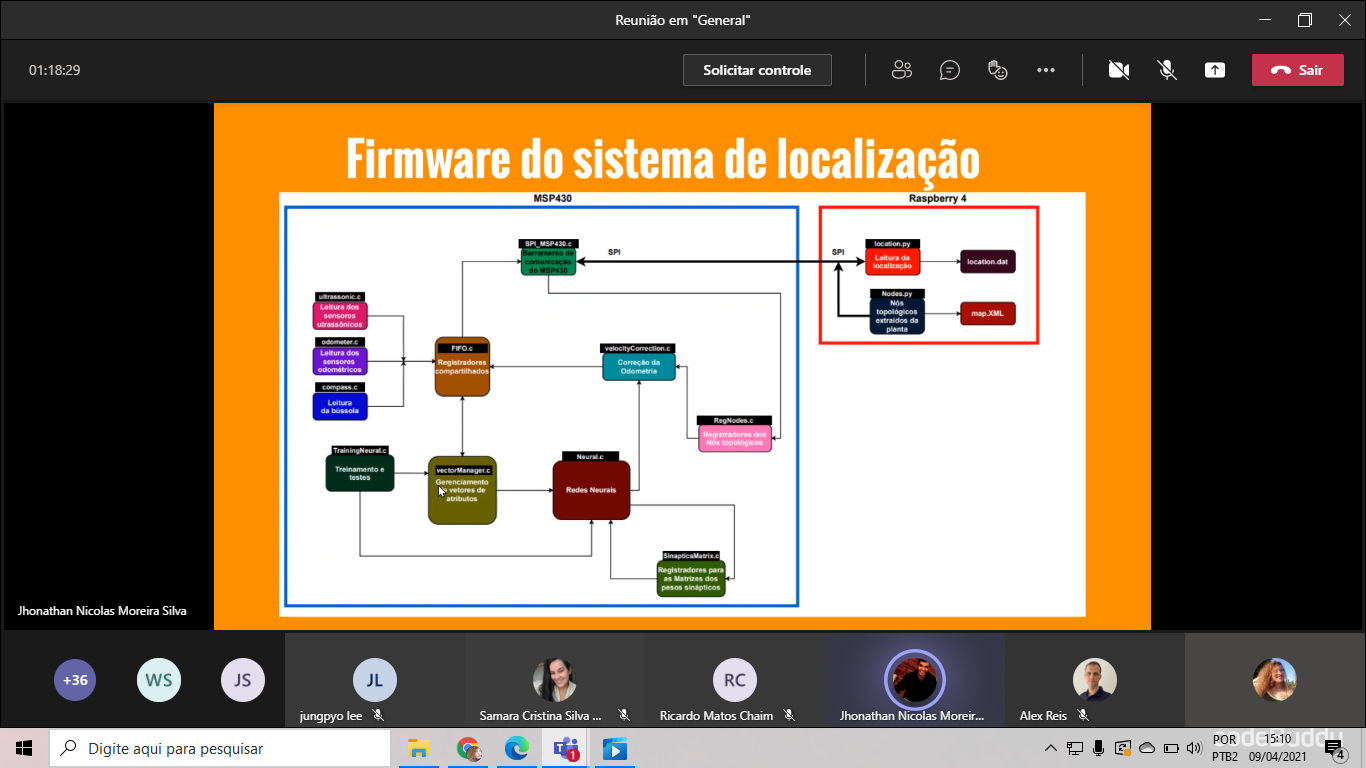 Reunião em "General"
01:18:29
Solicitar controle
Sair
Firmware do sistema de localização
MSP430
Raspberry 4
SPI_MSP430.c
Barramento de
comunicação
do MSP430
SPI
SPI
location.py
Leitura da
localização
location.dat
Nodes.py
Nós
topológicos
extraidos da
planta
map.XML
ultrassonic.c
Leitura dos
sensores
utrassônicos
odometer.c
Leitura dos
sensores
odométricos
compass.c
Leitura
da bússola
FIFO.c
Registradores
compartilhados
velocityCorrection.c
Correção da
Odometria
RegNodes.c
Registradores dos
Nós topológicos
TrainingNeural.c
Treinamento e
testes
vectorManager.c
Gerenciamento
de vetores de
atributos
Neural.c
Redes Neurais
SinapticsMatrix.c
Registradores para
as Matrizes dos
pesos sinápticos
Jhonathan Nicolas Moreira Silva
+36
WS
JS
JL
RC
jungpyo lee
Samara Cristina Silva ...
Ricardo Matos Chaim
Jhonathan Nicolas Moreir...
Alex Reis
Digite aqui para pesquisar
1
POR
PTB2
15:10
09/04/2021
4